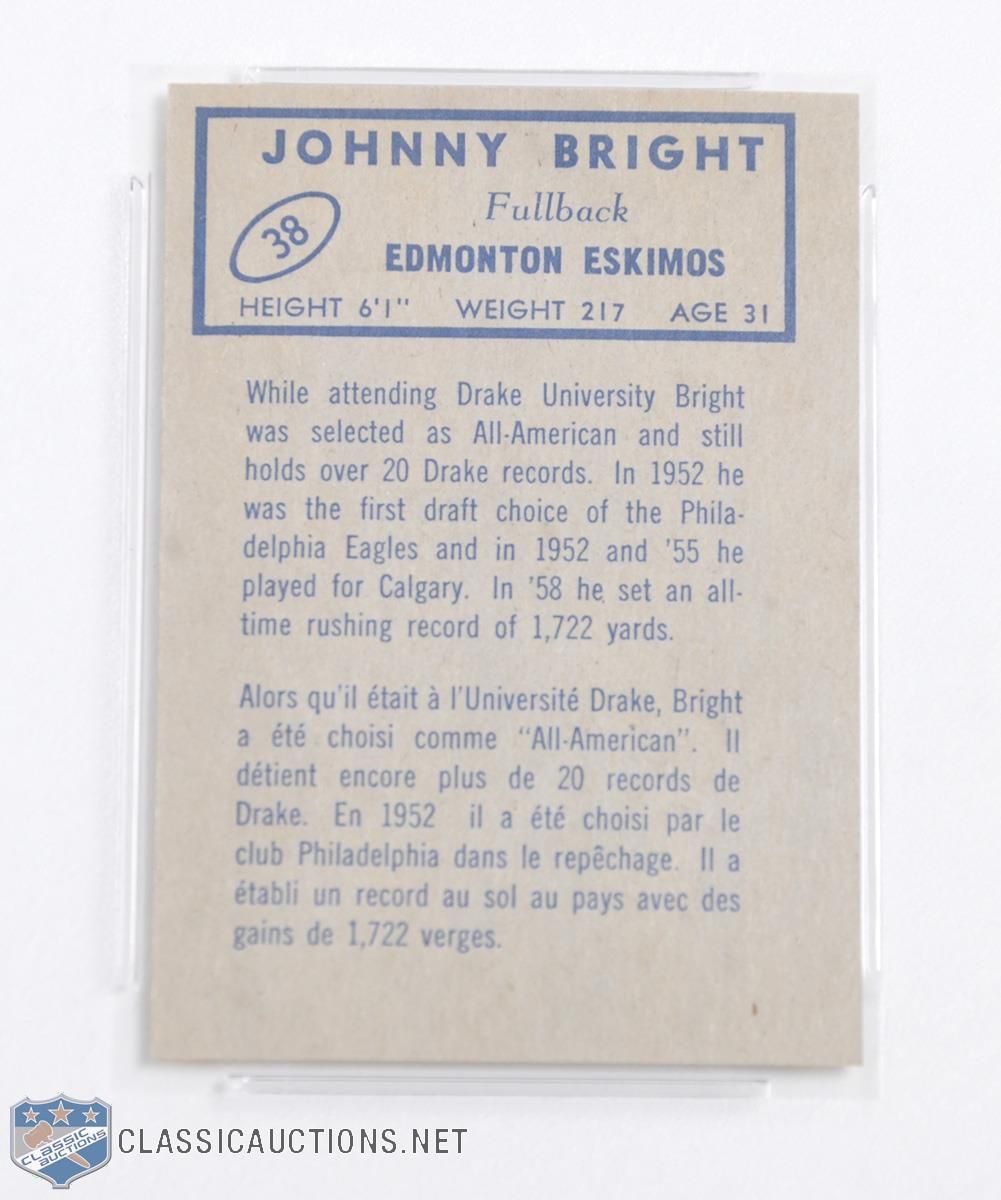 JOHNNY BRIGHT
Fullback
38
EDMONTON ESKIMOS
HEIGHT 6'1" WEIGHT 217 AGE 31
While attending Drake University Bright
was selected as All-American and still
holds over 20 Drake records. In 1952 he
was the first draft choice of the Phila-
delphia Eagles and in 1952 and '55 he
played for Calgary. In '58 he set an all-
time rushing record of 1,722 yards.
Alors qu'il était à l'Université Drake, Bright
a été choisi comme "All-American". Il
détient encore plus de 20 records de
Drake. En 1952 il a été choisi par le
club Philadelphia dans le repêchage. Il a
établi un record au sol au pays avec des
gains de 1,722 verges.
CLASSIC
AUCTIONS
CLASSICAUCTIONS.NET